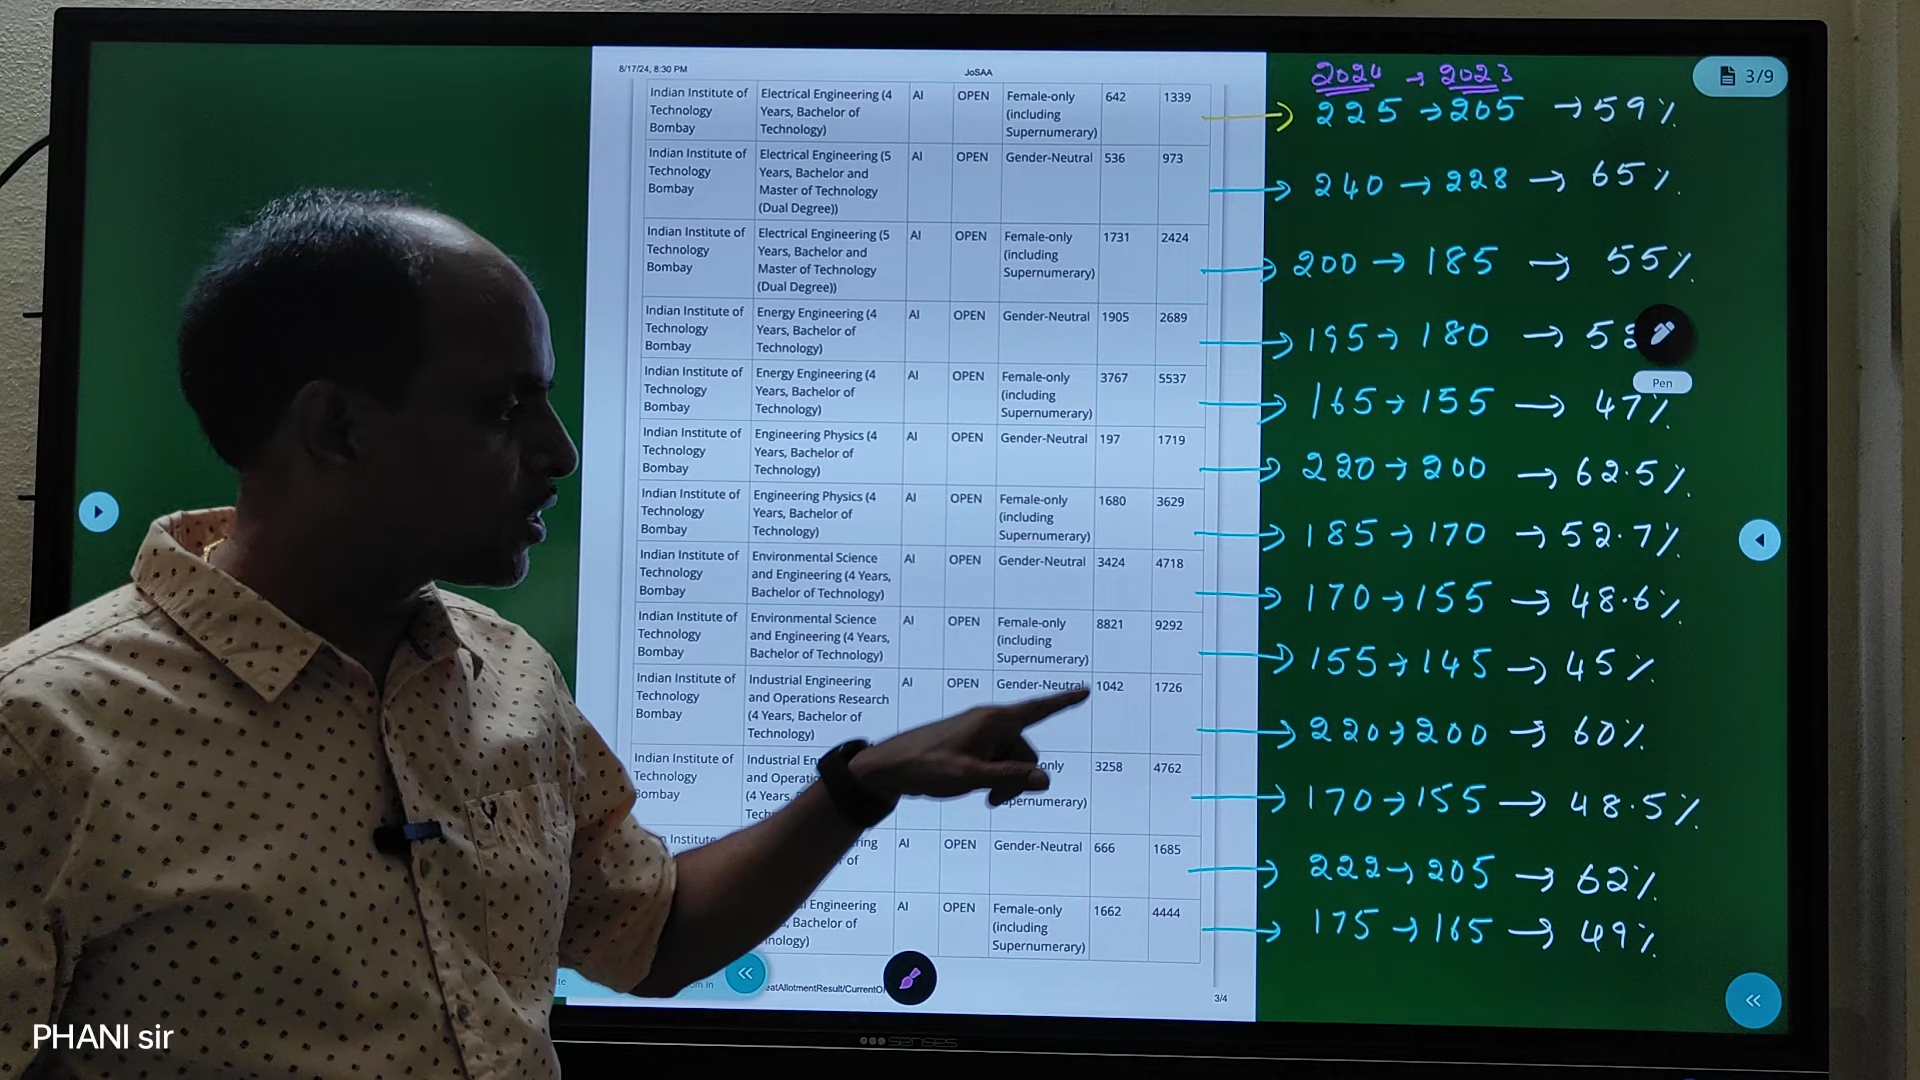 8/17/24, 8:30 PM JoSAA
2024 → 2023
3/9
Indian Institute of Technology Bombay Electrical Engineering (4 Years, Bachelor of Technology) AI OPEN Female-only (including Supernumerary) 642 1339 → 225 → 205 → 59%
Indian Institute of Technology Bombay Electrical Engineering (5 Years, Bachelor and Master of Technology (Dual Degree)) AI OPEN Gender-Neutral 536 973 → 240 → 228 → 65%
Indian Institute of Technology Bombay Electrical Engineering (5 Years, Bachelor and Master of Technology (Dual Degree)) AI OPEN Female-only (including Supernumerary) 1731 2424 → 200 → 185 → 55%
Indian Institute of Technology Bombay Energy Engineering (4 Years, Bachelor of Technology) AI OPEN Gender-Neutral 1905 2689 → 195 → 180 → 5
Pen
Indian Institute of Technology Bombay Energy Engineering (4 Years, Bachelor of Technology) AI OPEN Female-only (including Supernumerary) 3767 5537 → 165 → 155 → 47%
Indian Institute of Technology Bombay Engineering Physics (4 Years, Bachelor of Technology) AI OPEN Gender-Neutral 197 1719 → 220 → 200 → 62.5%
Indian Institute of Technology Bombay Engineering Physics (4 Years, Bachelor of Technology) AI OPEN Female-only (including Supernumerary) 1680 3629 → 185 → 170 → 52.7%
Indian Institute of Technology Bombay Environmental Science and Engineering (4 Years, Bachelor of Technology) AI OPEN Gender-Neutral 3424 4718 → 170 → 155 → 48.6%
Indian Institute of Technology Bombay Environmental Science and Engineering (4 Years, Bachelor of Technology) AI OPEN Female-only (including Supernumerary) 8821 9292 → 155 → 145 → 45%
Indian Institute of Technology Bombay Industrial Engineering and Operations Research (4 Years, Bachelor of Technology) AI OPEN Gender-Neutral 1042 1726 → 220 → 200 → 60%
Indian Institute of Technology Bombay Industrial (4 Years, AI OPEN only 3258 4762 → 170 → 155 → 48.5%
Institute of AI OPEN Gender-Neutral 666 1685 → 222 → 205 → 62%
Engineering Bachelor of AI OPEN Female-only (including Supernumerary) 1662 4444 → 175 → 165 → 49%
3/4
senses
PHANI sir